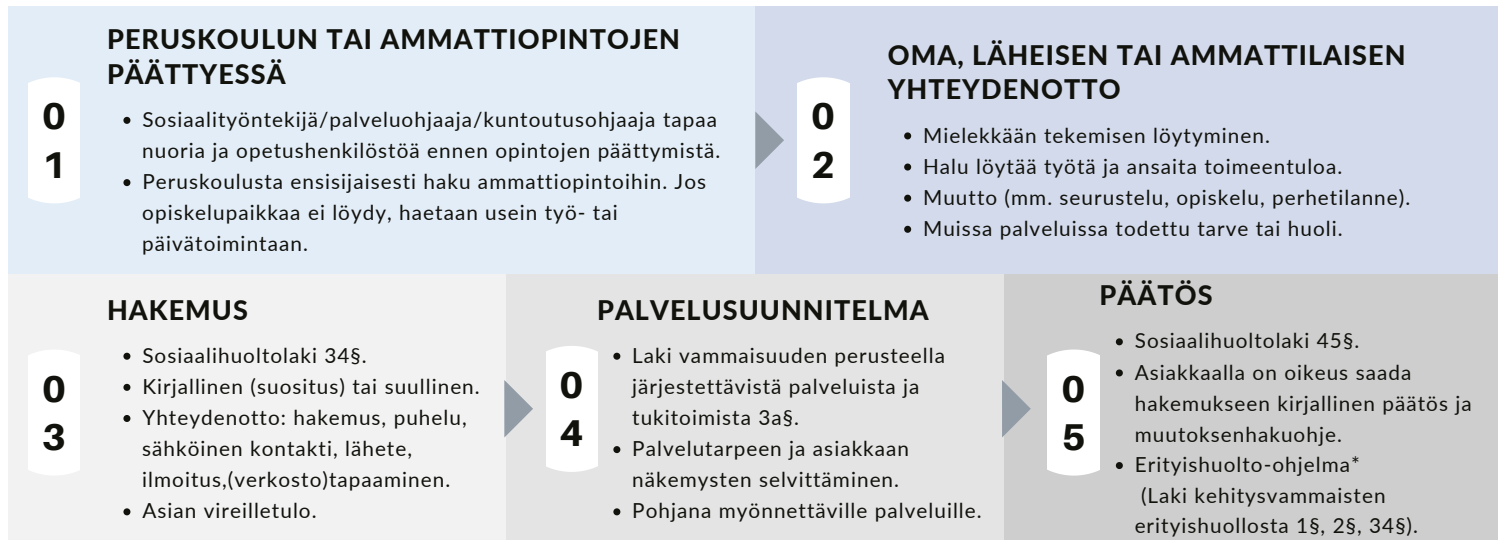 01
PERUSKOULUN TAI AMMATTIOPINTOJEN
PÄÄTTYESSÄ
• Sosiaalityöntekijä/palveluohjaaja/kuntoutusohjaaja tapaa
nuoria ja opetushenkilöstöä ennen opintojen päättymistä.
• Peruskoulusta ensisijaisesti haku ammattiopintoihin. Jos
opiskelupaikkaa ei löydy, haetaan usein työ- tai
päivätoimintaan.
02
OMA, LÄHEISEN TAI AMMATTILAISEN
YHTEYDENOTTO
• Mielekkään tekemisen löytyminen.
• Halu löytää työtä ja ansaita toimeentuloa.
• Muutto (mm. seurustelu, opiskelu, perhetilanne).
• Muissa palveluissa todettu tarve tai huoli.
03
HAKEMUS
• Sosiaalihuoltolaki 34§.
• Kirjallinen (suositus) tai suullinen.
• Yhteydenotto: hakemus, puhelu,
sähköinen kontakti, lähete,
ilmoitus,(verkosto)tapaaminen.
• Asian vireilletulo.
04
PALVELUSUUNNITELMA
• Laki vammaisuuden perusteella
järjestettävistä palveluista ja
tukitoimista 3a§.
• Palvelutarpeen ja asiakkaan
näkemysten selvittäminen.
• Pohjana myönnettäville palveluille.
05
PÄÄTÖS
• Sosiaalihuoltolaki 45§.
• Asiakkaalla on oikeus saada
hakemukseen kirjallinen päätös ja
muutoksenhakuohje.
• Erityishuolto-ohjelma*
(Laki kehitysvammaisten
erityishuollosta 1§, 2§, 34§).